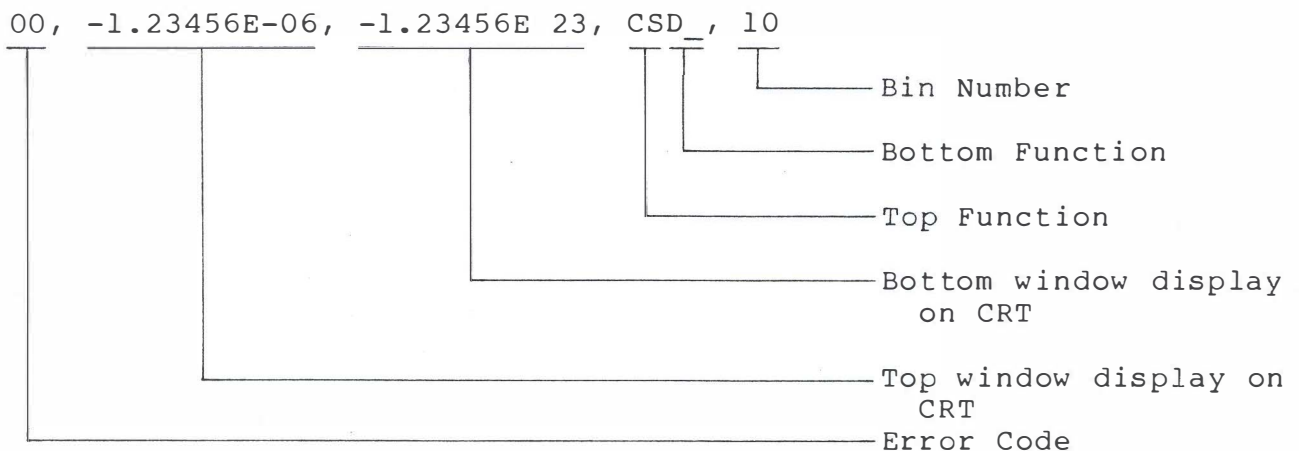 00, -1.23456E-06, -1.23456E 23, CSD_, 10
Bin Number
Bottom Function
Top Function
Bottom window display
on CRT
Top window display on
CRT
Error Code